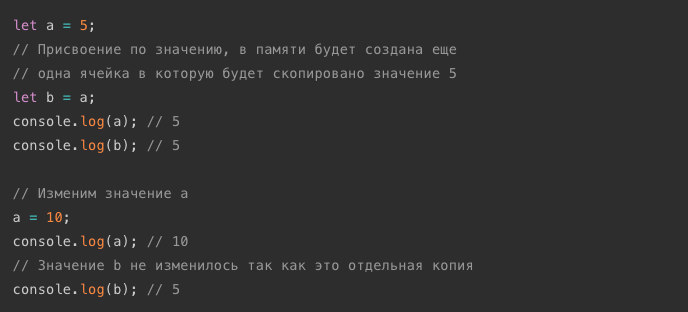 let a = 5;
// Присвоение по значению, в памяти будет создана еще
// одна ячейка в которую будет скопировано значение 5
let b = a;
console.log(a); // 5
console.log(b); // 5
// Изменим значение a
a = 10;
console.log(a); // 10
// Значение b не изменилось так как это отдельная копия
console.log(b); // 5